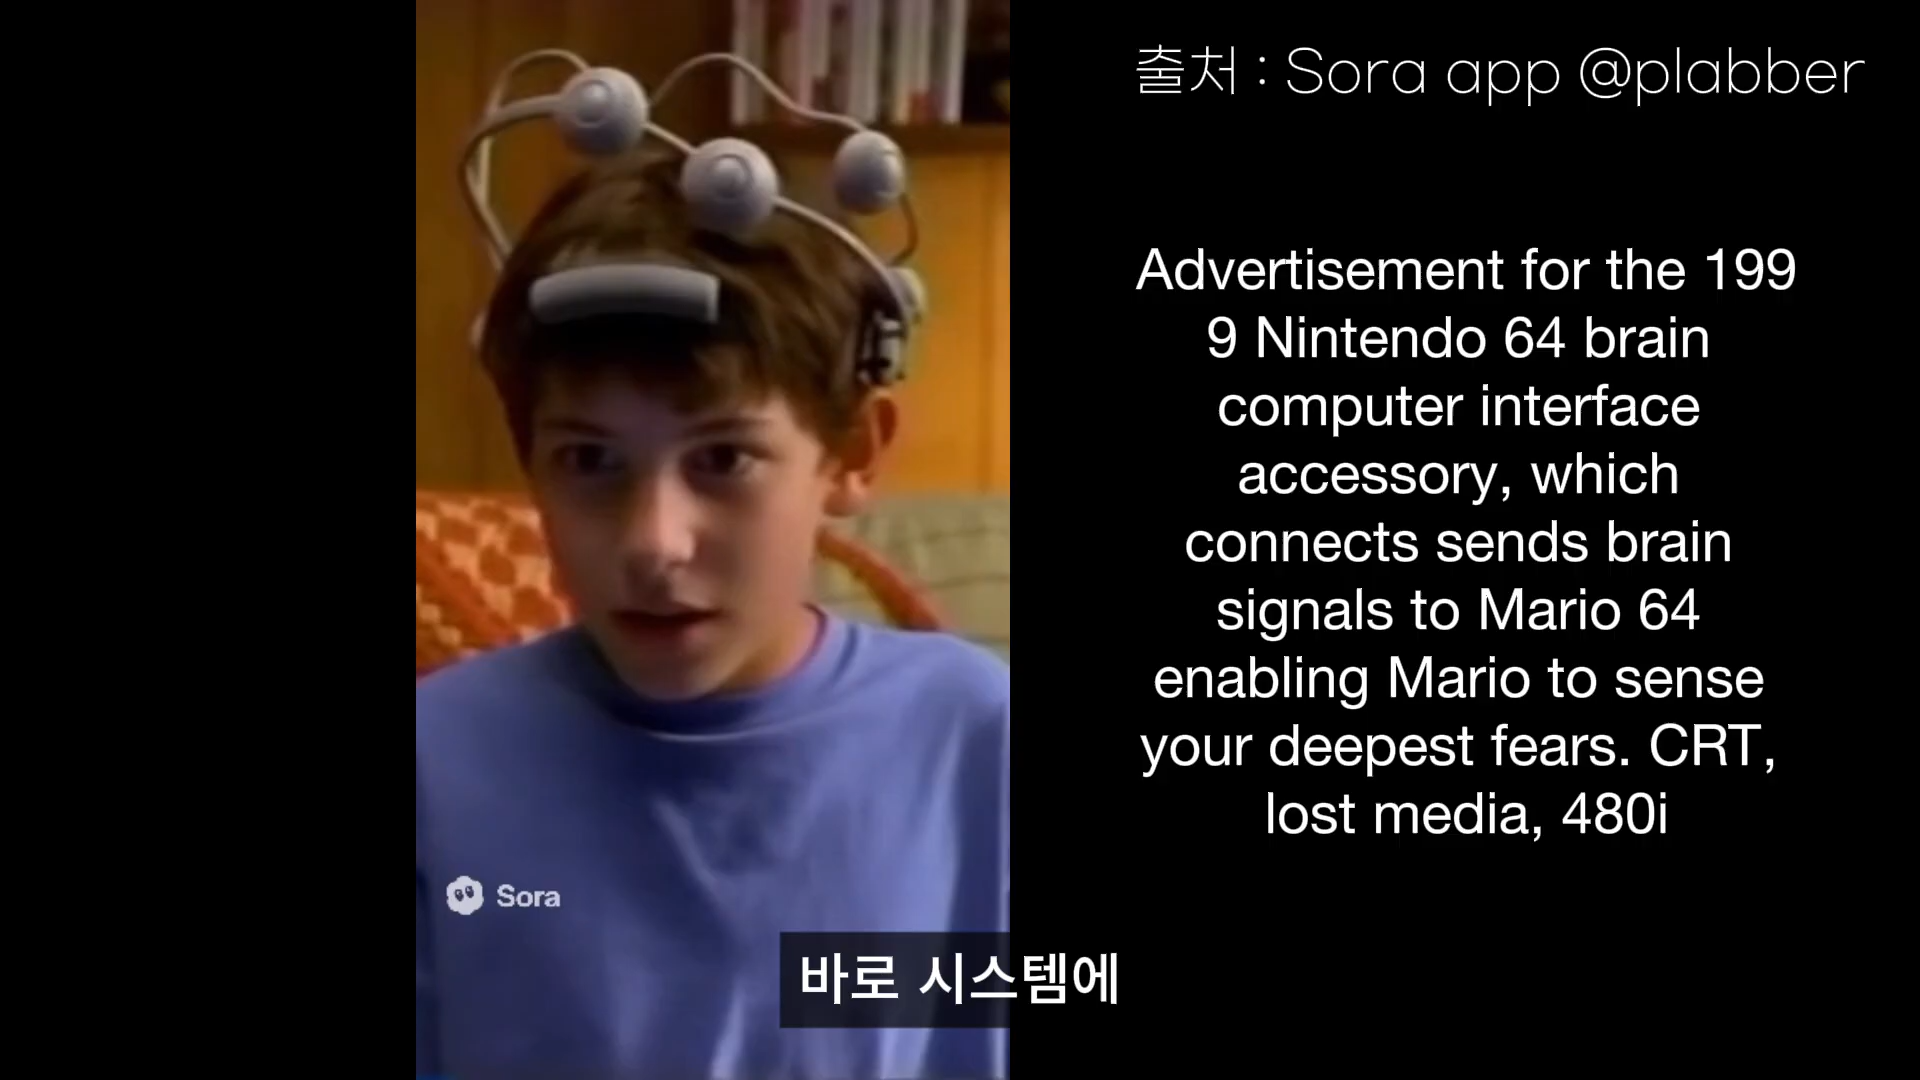 출처 : Sora app @plabber
Advertisement for the 199
9 Nintendo 64 brain
computer interface
accessory, which
connects sends brain
signals to Mario 64
enabling Mario to sense
your deepest fears. CRT,
lost media, 480i
Sora
바로 시스템에